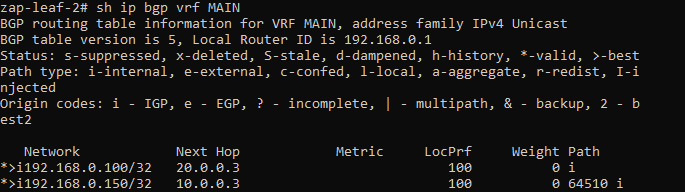 zap-leaf-2# sh ip bgp vrf MAIN
BGP routing table information for VRF MAIN, address family IPv4 Unicast
BGP table version is 5, Local Router ID is 192.168.0.1
Status: s-suppressed, x-deleted, S-stale, d-dampened, h-history, *-valid, >-best
Path type: i-internal, e-external, c-confed, l-local, a-aggregate, r-redist, I-i
njected
Origin codes: i - IGP, e - EGP, ? - incomplete, | - multipath, & - backup, 2 - b
est2
   Network            Next Hop            Metric     LocPrf     Weight Path
*>i192.168.0.100/32   20.0.0.3                          100          0 i
*>i192.168.0.150/32   10.0.0.3                          100          0 64510 i